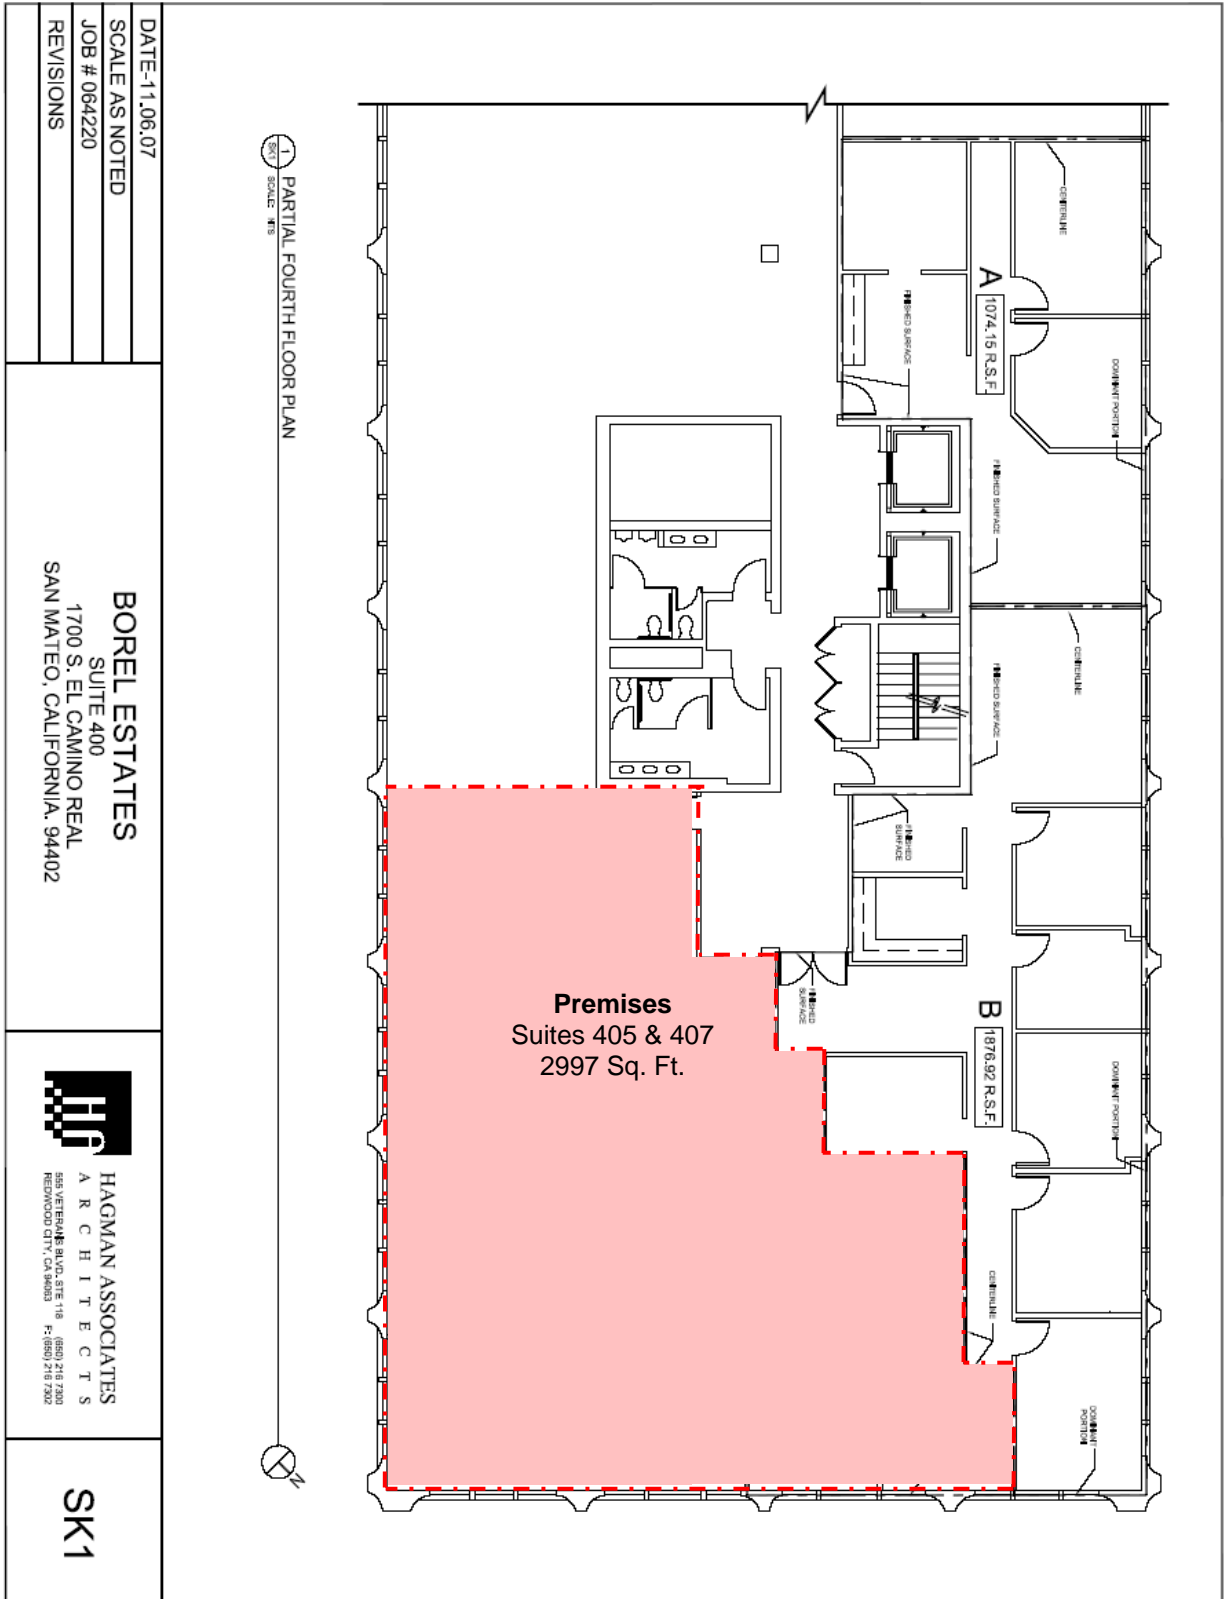 DATE-11.06.07
SCALE AS NOTED
JOB # 064220
REVISIONS
BOREL ESTATES
SUITE 400
1700 S. EL CAMINO REAL
SAN MATEO, CALIFORNIA. 94402
HAGMAN ASSOCIATES
ARCHITECTS
555 VETERANS BLVD. STE 118 (650) 216 7300
REDWOOD CITY, CA 94063 F: (650) 216 7302
SK1
1
SK1
PARTIAL FOURTH FLOOR PLAN
SCALE: NTS
N
CENTERLINE
A
1074.15 R.S.F.
FINISHED SURFACE
DOMINANT PORTION
FINISHED SURFACE
CENTERLINE
FINISHED SURFACE
FINISHED
SURFACE
FINISHED
SURFACE
B
1876.92 R.S.F.
DOMINANT PORTION
CENTERLINE
DOMINANT
PORTION
Premises
Suites 405 & 407
2997 Sq. Ft.